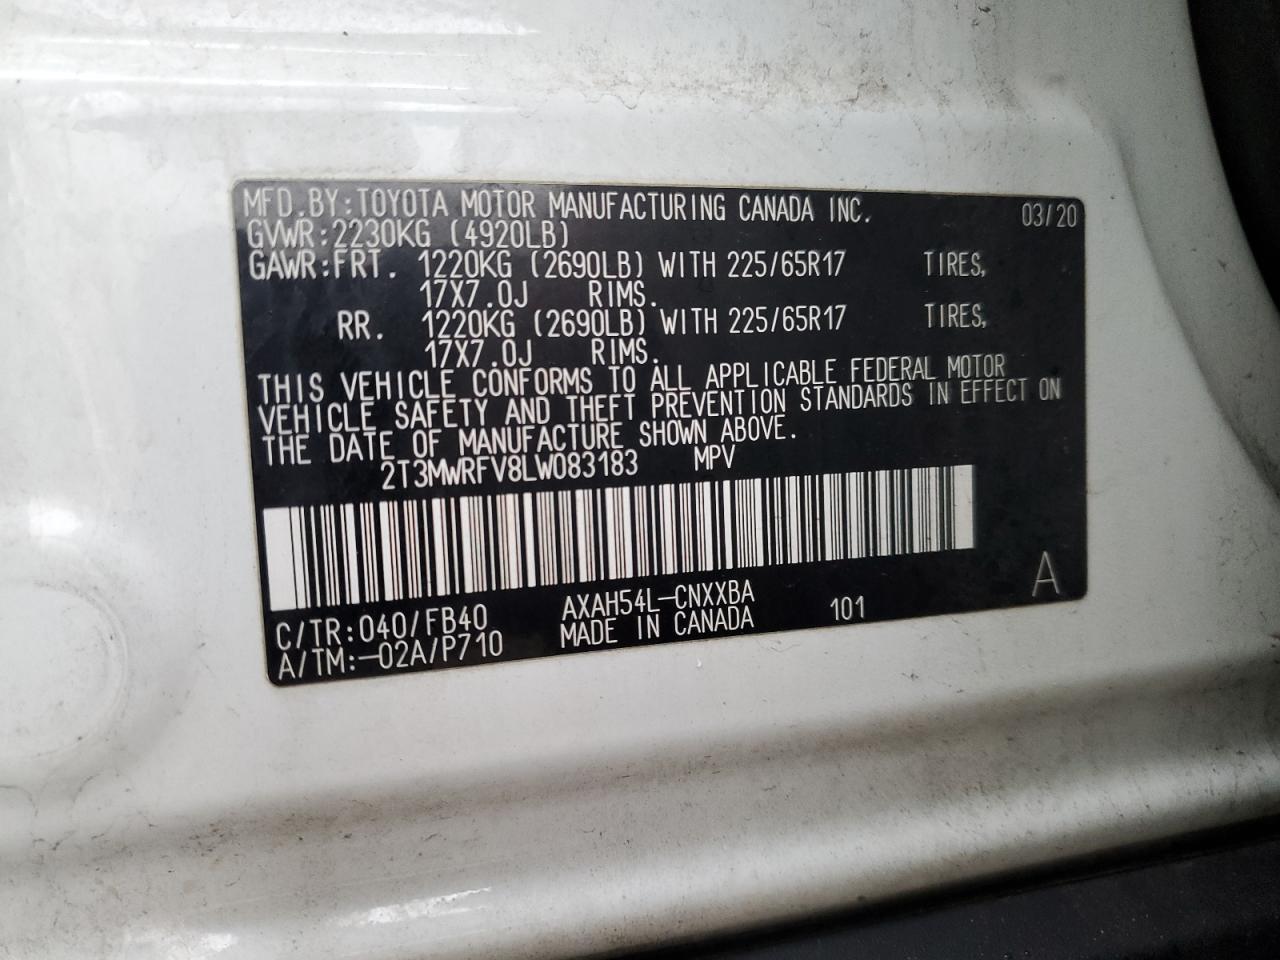 MFD.BY:TOYOTA MOTOR MANUFACTURING CANADA INC. 03/20
GVWR:2230KG (4920LB)
GAWR:FRT. 1220KG (2690LB) WITH 225/65R17 TIRES,
17X7.0J RIMS.
RR. 1220KG (2690LB) WITH 225/65R17 TIRES,
17X7.0J RIMS.
THIS VEHICLE CONFORMS TO ALL APPLICABLE FEDERAL MOTOR
VEHICLE SAFETY AND THEFT PREVENTION STANDARDS IN EFFECT ON
THE DATE OF MANUFACTURE SHOWN ABOVE.
2T3MWRFV8LW083183 MPV
C/TR:040/FB40 AXAH54L-CNXXBA 101 A
A/TM:-02A/P710 MADE IN CANADA